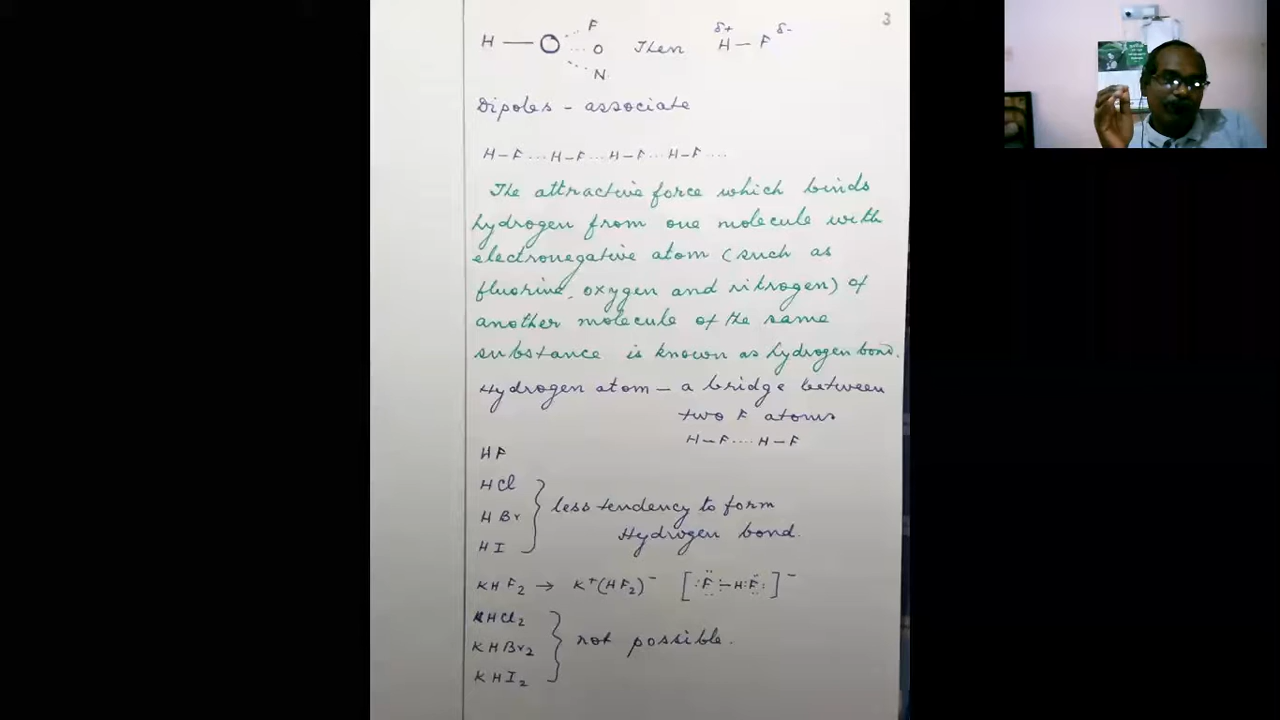 3
F
H — O O Then H — F
δ+ δ-
N
Dipoles - associate
H-F....H-F...H-F...H-F....
The attractive force which binds
hydrogen from one molecule with
electronegative atom (such as
fluorine, oxygen and nitrogen) of
another molecule of the same
substance is known as hydrogen bond.
Hydrogen atom — a bridge between
two F atoms
H-F....H-F
HF
HCl
HBr
HI
less tendency to form
Hydrogen bond.
KHF2 → K+(HF2)- [:F:-H:F:]-
KHCl2
KHBr2
KHI2
not possible.